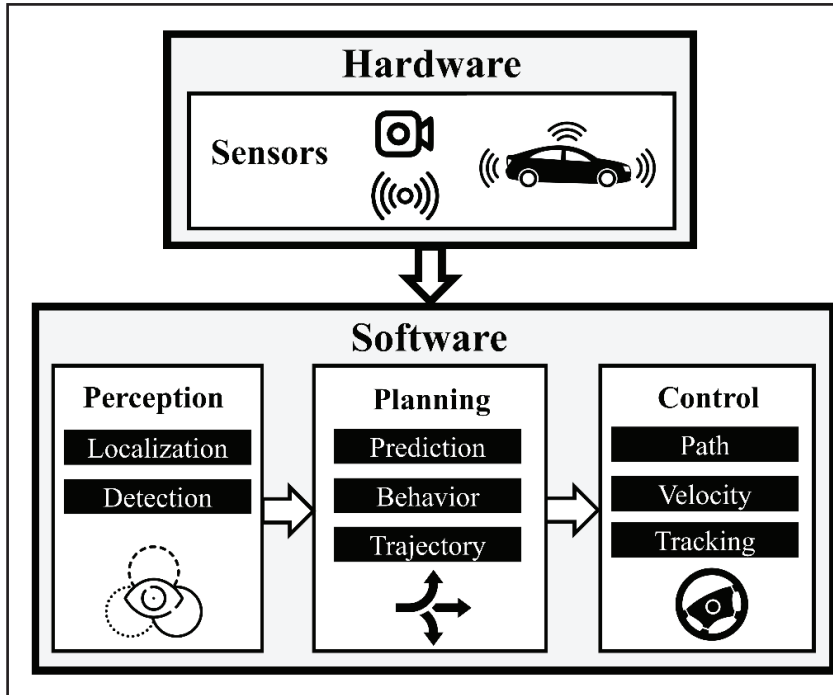 Hardware
Sensors
Software
Perception
Localization
Detection
Planning
Prediction
Behavior
Trajectory
Control
Path
Velocity
Tracking